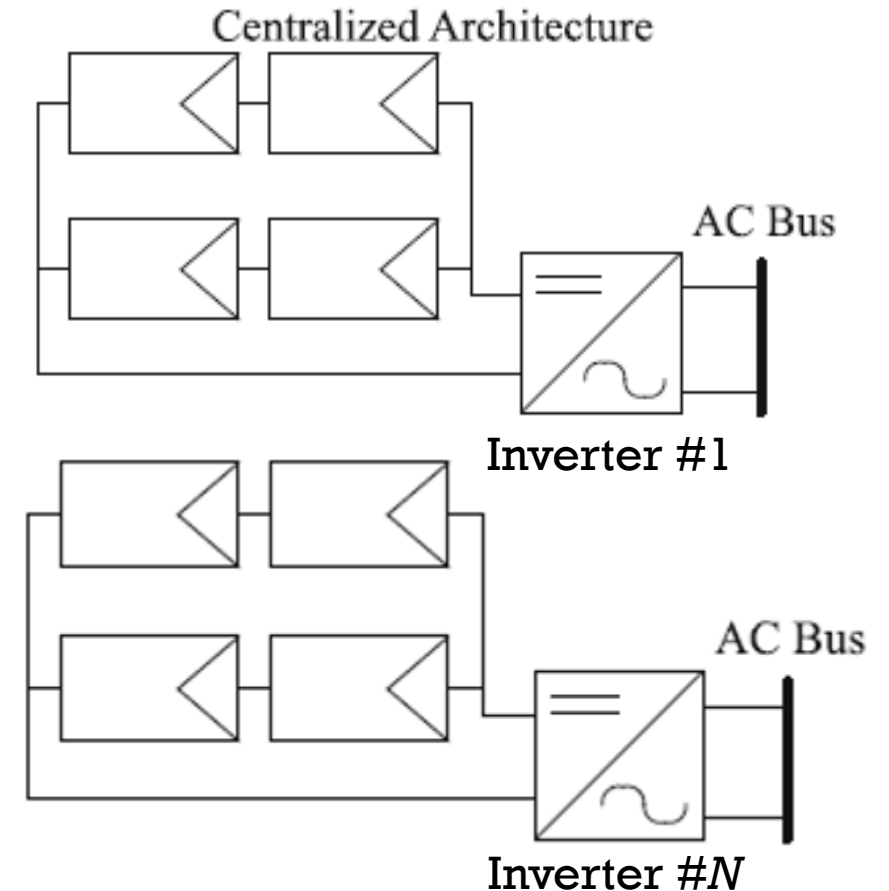 Centralized Architecture
AC Bus
Inverter #1
AC Bus
Inverter #N